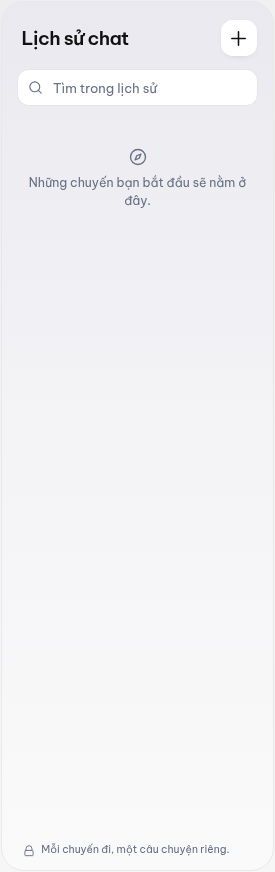 Lịch sử chat
Tìm trong lịch sử
Những chuyến bạn bắt đầu sẽ nằm ở
đây.
Mỗi chuyến đi, một câu chuyện riêng.